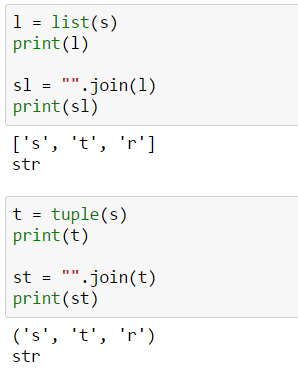 l = list(s)
print(l)
sl = "".join(l)
print(sl)
['s', 't', 'r']
str
t = tuple(s)
print(t)
st = "".join(t)
print(st)
('s', 't', 'r')
str